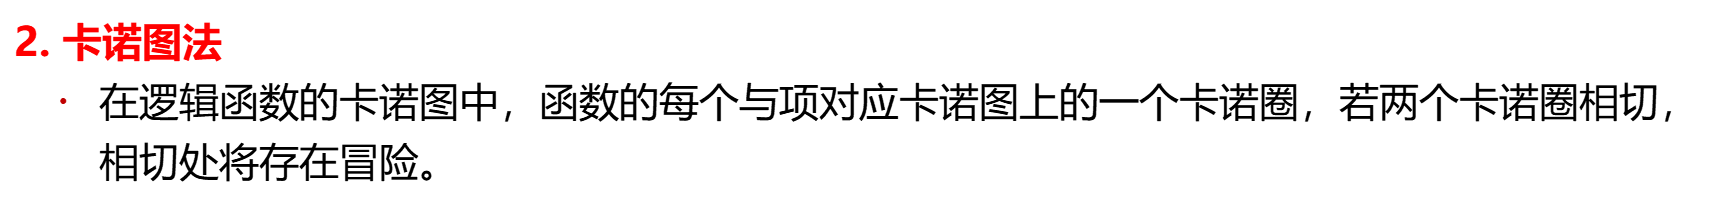 2. 卡诺图法
· 在逻辑函数的卡诺图中，函数的每个与项对应卡诺图上的一个卡诺圈，若两个卡诺圈相切，
相切处将存在冒险。